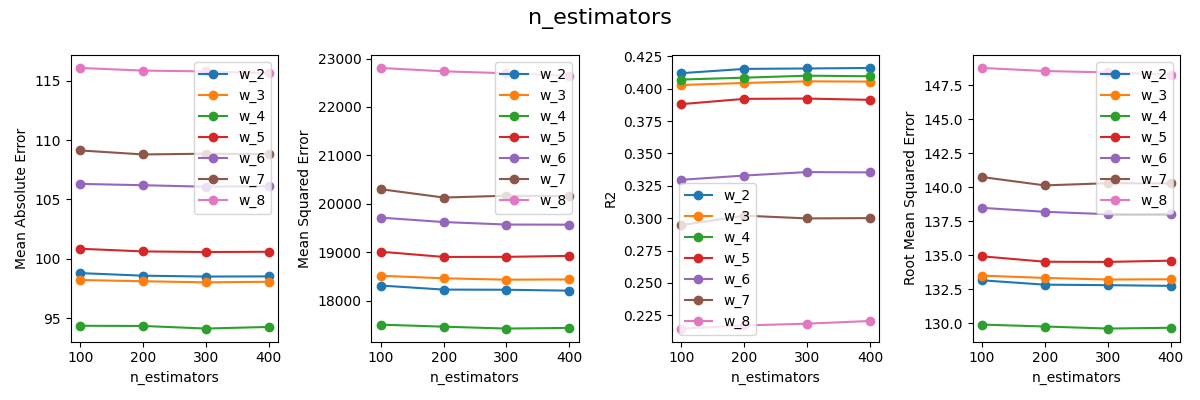 n_estimators
Mean Absolute Error
115
110
105
100
95
100
200
300
400
n_estimators
w_2
w_3
w_4
w_5
w_6
w_7
w_8
Mean Squared Error
23000
22000
21000
20000
19000
18000
100
200
300
400
n_estimators
w_2
w_3
w_4
w_5
w_6
w_7
w_8
R2
0.425
0.400
0.375
0.350
0.325
0.300
0.275
0.250
0.225
100
200
300
400
n_estimators
w_2
w_3
w_4
w_5
w_6
w_7
w_8
Root Mean Squared Error
147.5
145.0
142.5
140.0
137.5
135.0
132.5
130.0
100
200
300
400
n_estimators
w_2
w_3
w_4
w_5
w_6
w_7
w_8